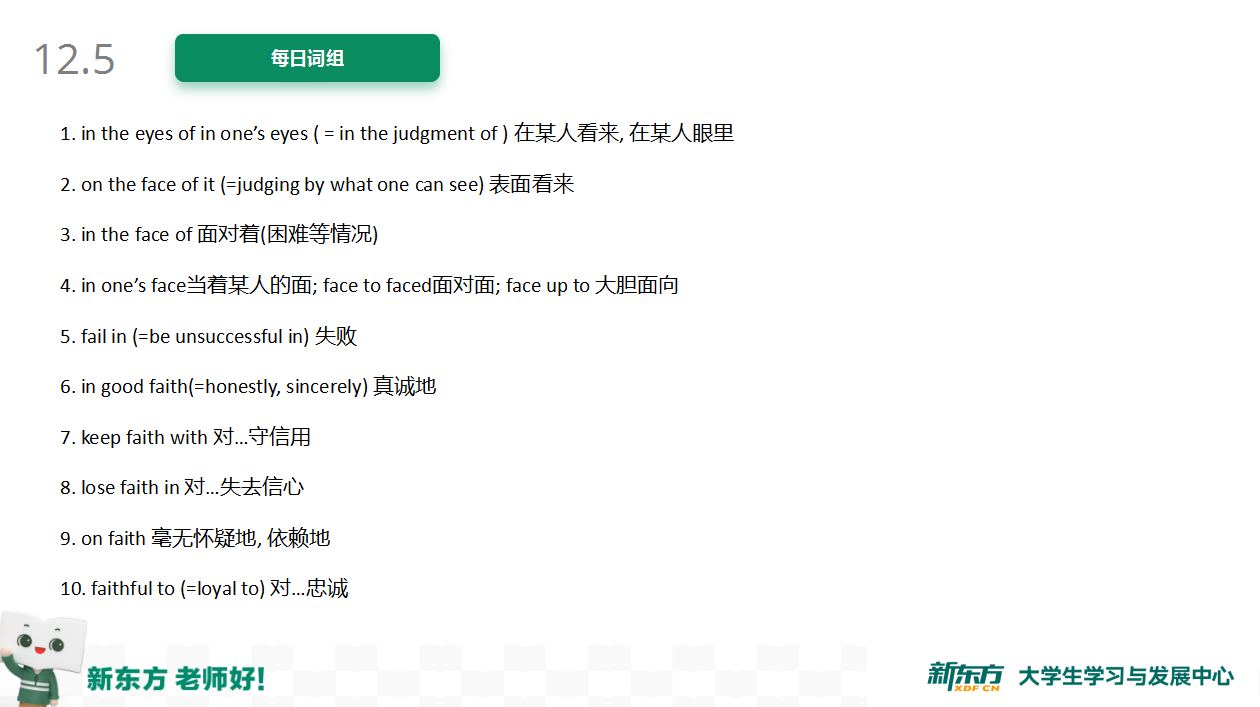 12.5
每日词组
1. in the eyes of in one’s eyes ( = in the judgment of ) 在某人看来, 在某人眼里
2. on the face of it (=judging by what one can see) 表面看来
3. in the face of 面对着(困难等情况)
4. in one’s face当着某人的面; face to faced面对面; face up to 大胆面向
5. fail in (=be unsuccessful in) 失败
6. in good faith(=honestly, sincerely) 真诚地
7. keep faith with 对…守信用
8. lose faith in 对…失去信心
9. on faith 毫无怀疑地, 依赖地
10. faithful to (=loyal to) 对…忠诚
新东方 老师好!
新东方 XDF.CN 大学生学习与发展中心